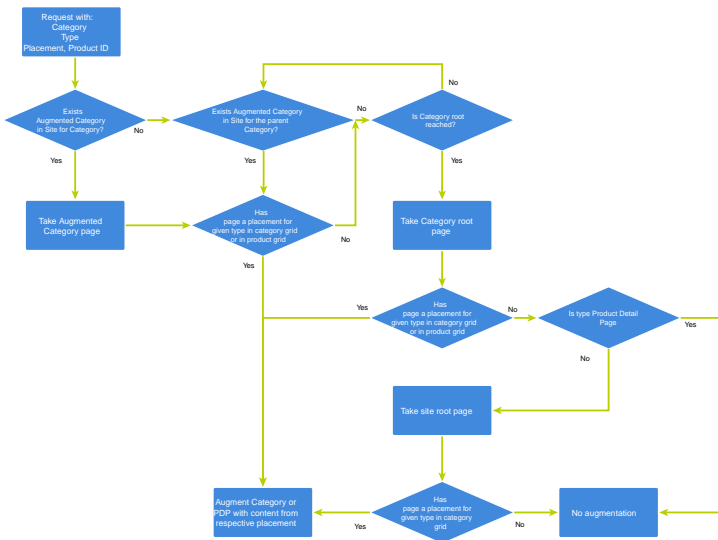 Request with:
Category
Type
Placement, Product ID
Exists
Augmented Category
in Site for Category?
No
Yes
Exists Augmented Category
in Site for the parent
Category?
No
Yes
Is Category root
reached?
No
Yes
Take Augmented
Category page
Has
page a placement for
given type in category grid
or in product grid
No
Yes
Take Category root
page
Has
page a placement for
given type in category grid
or in product grid
Yes
No
Is type Product Detail
Page
Yes
No
Take site root page
Has
page a placement for
given type in category
grid
Yes
No
Augment Category or
PDP with content from
respective placement
No augmentation